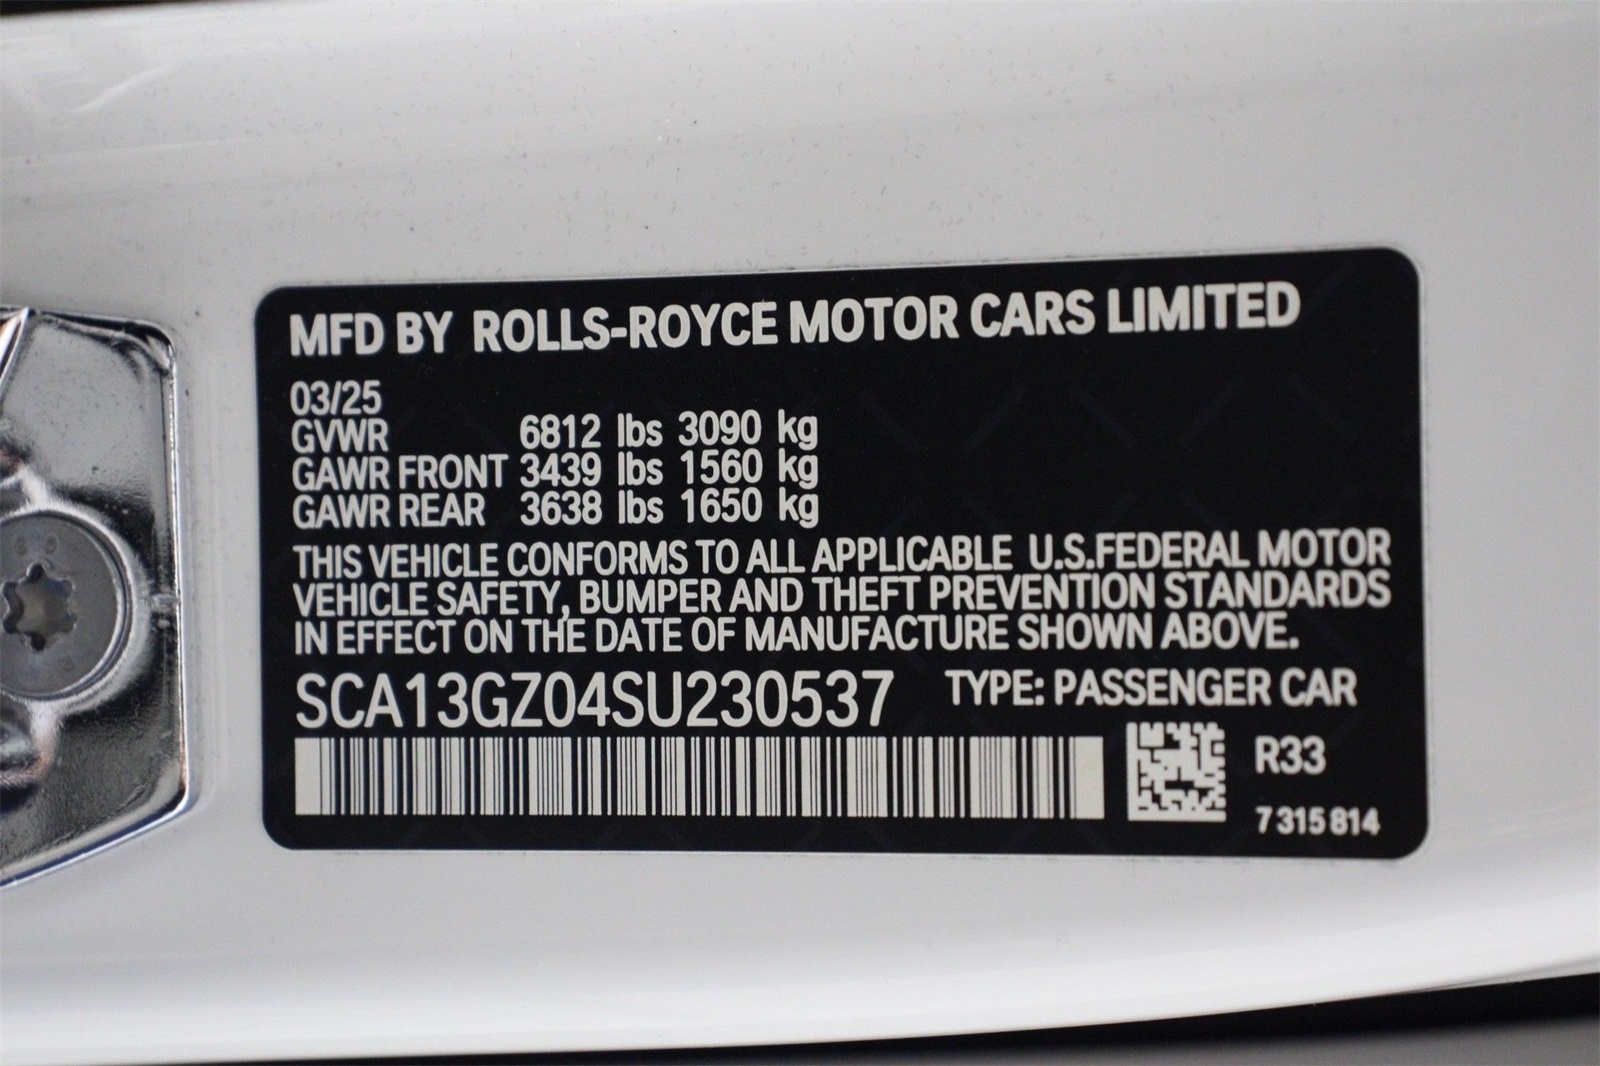 MFD BY ROLLS-ROYCE MOTOR CARS LIMITED
03/25
GVWR 6812 lbs 3090 kg
GAWR FRONT 3439 lbs 1560 kg
GAWR REAR 3638 lbs 1650 kg
THIS VEHICLE CONFORMS TO ALL APPLICABLE U.S.FEDERAL MOTOR
VEHICLE SAFETY, BUMPER AND THEFT PREVENTION STANDARDS
IN EFFECT ON THE DATE OF MANUFACTURE SHOWN ABOVE.
SCA13GZ04SU230537 TYPE: PASSENGER CAR
R33
7 315 814